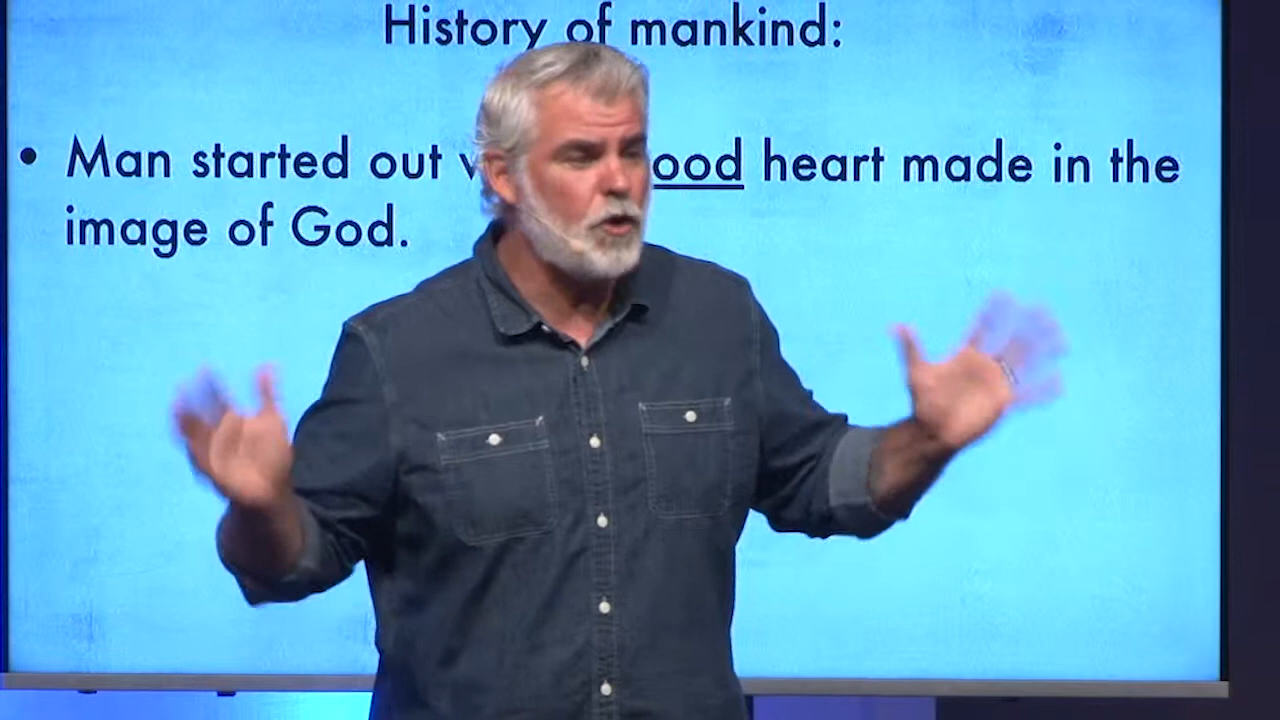 History of mankind:
• Man started out heart made in the
image of God.